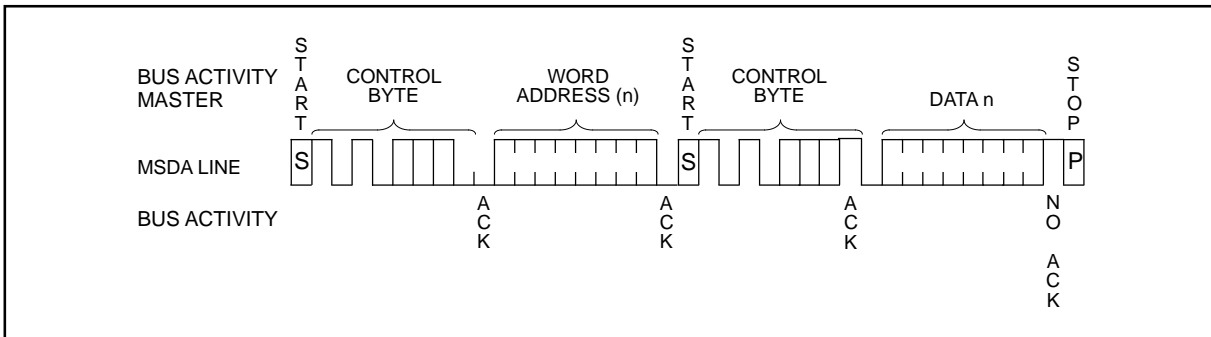 START
START
STOP
BUS ACTIVITY
MASTER
CONTROL
BYTE
WORD
ADDRESS (n)
CONTROL
BYTE
DATA n
MSDA LINE
S
S
P
BUS ACTIVITY
ACK
ACK
ACK
NO ACK